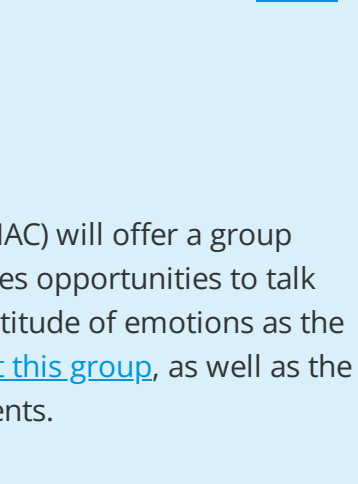 IAC) will offer a group
es opportunities to talk
titude of emotions as the
t this group, as well as the
ents.